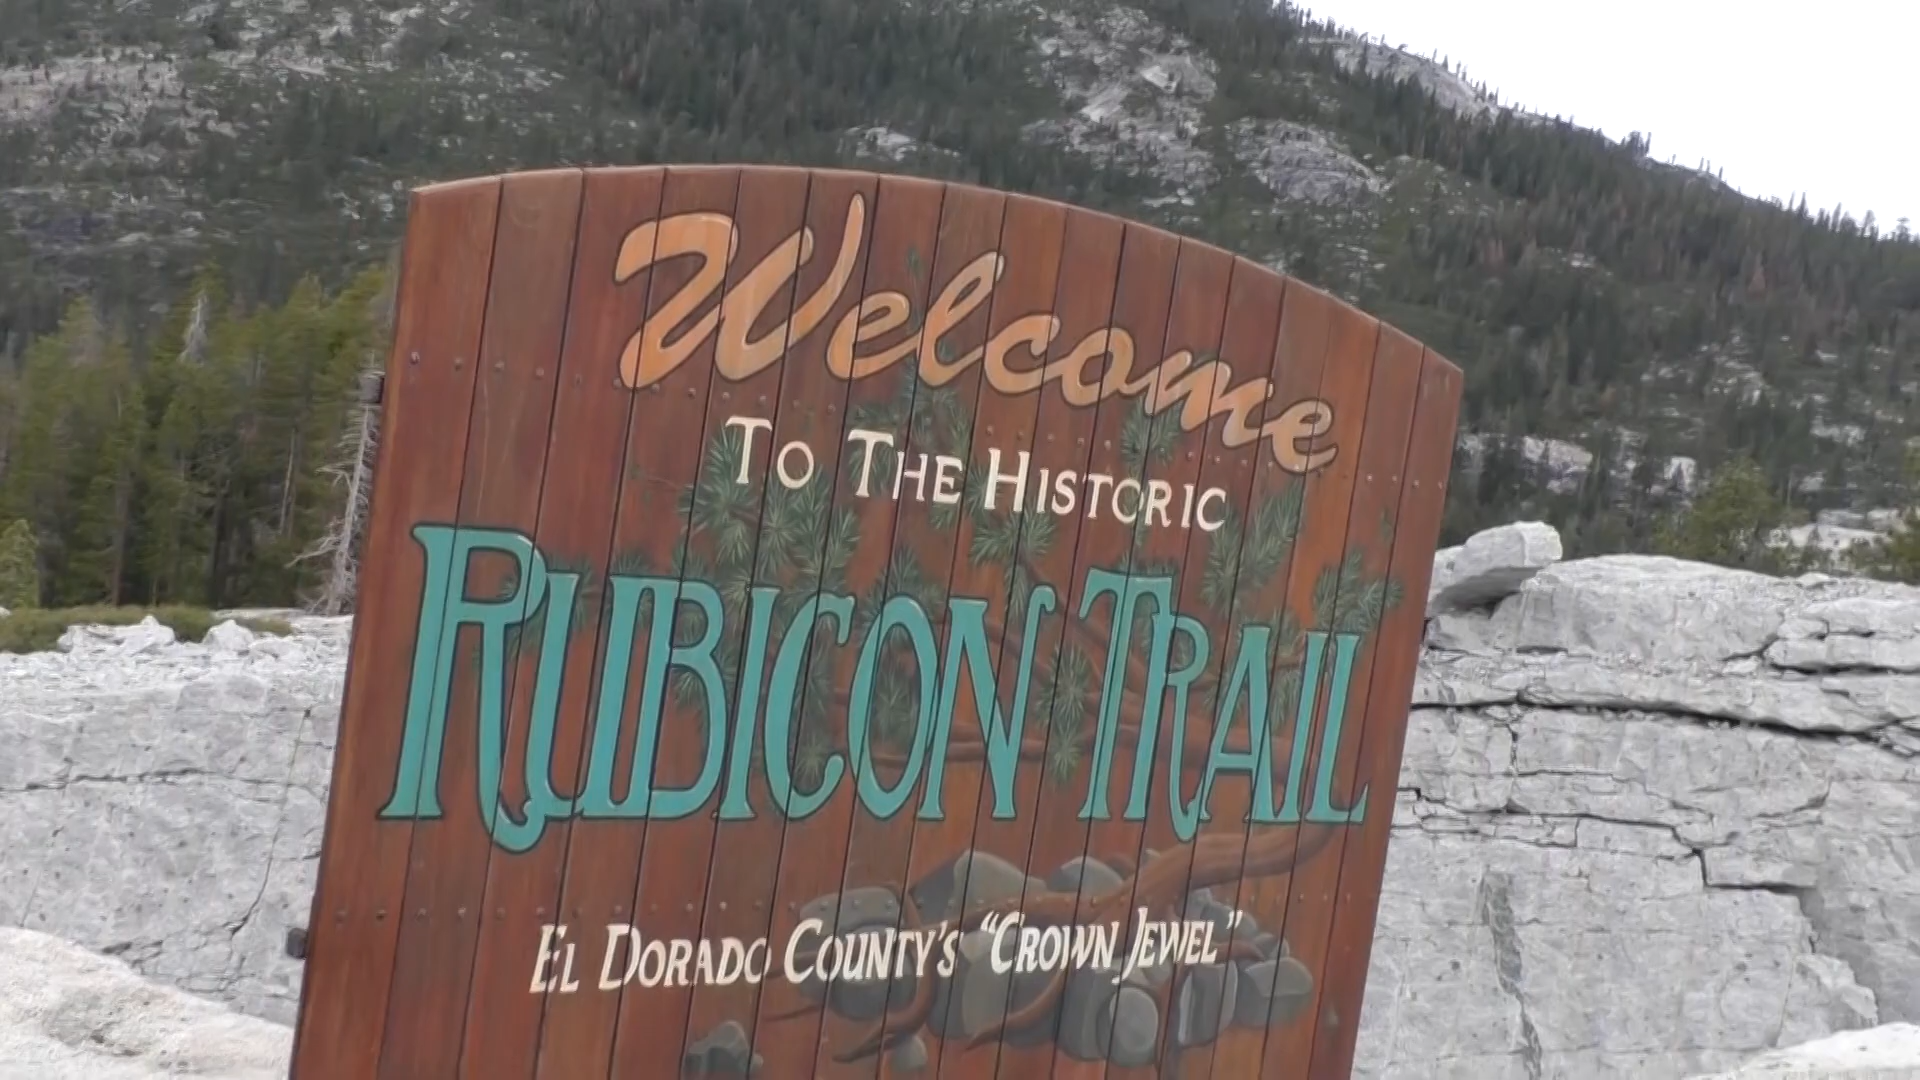 Welcome
To The Historic
Rubicon Trail
El Dorado County's "Crown Jewel"